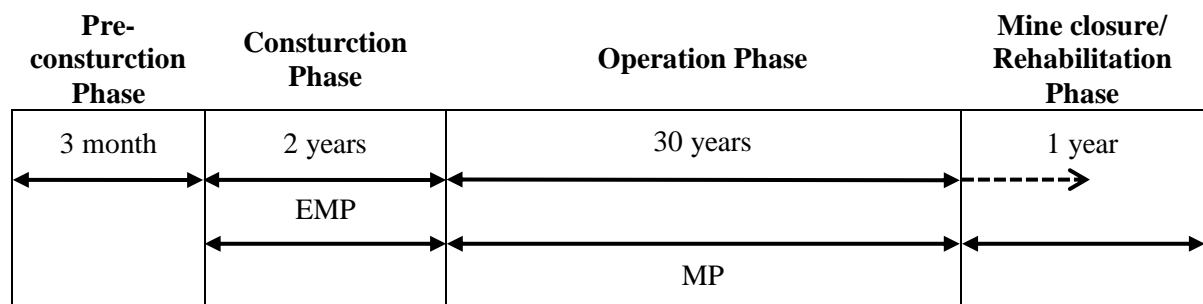 Pre-
consturction
Phase
Consturction
Phase
Operation Phase
Mine closure/
Rehabilitation
Phase
3 month
2 years
30 years
1 year
EMP
MP